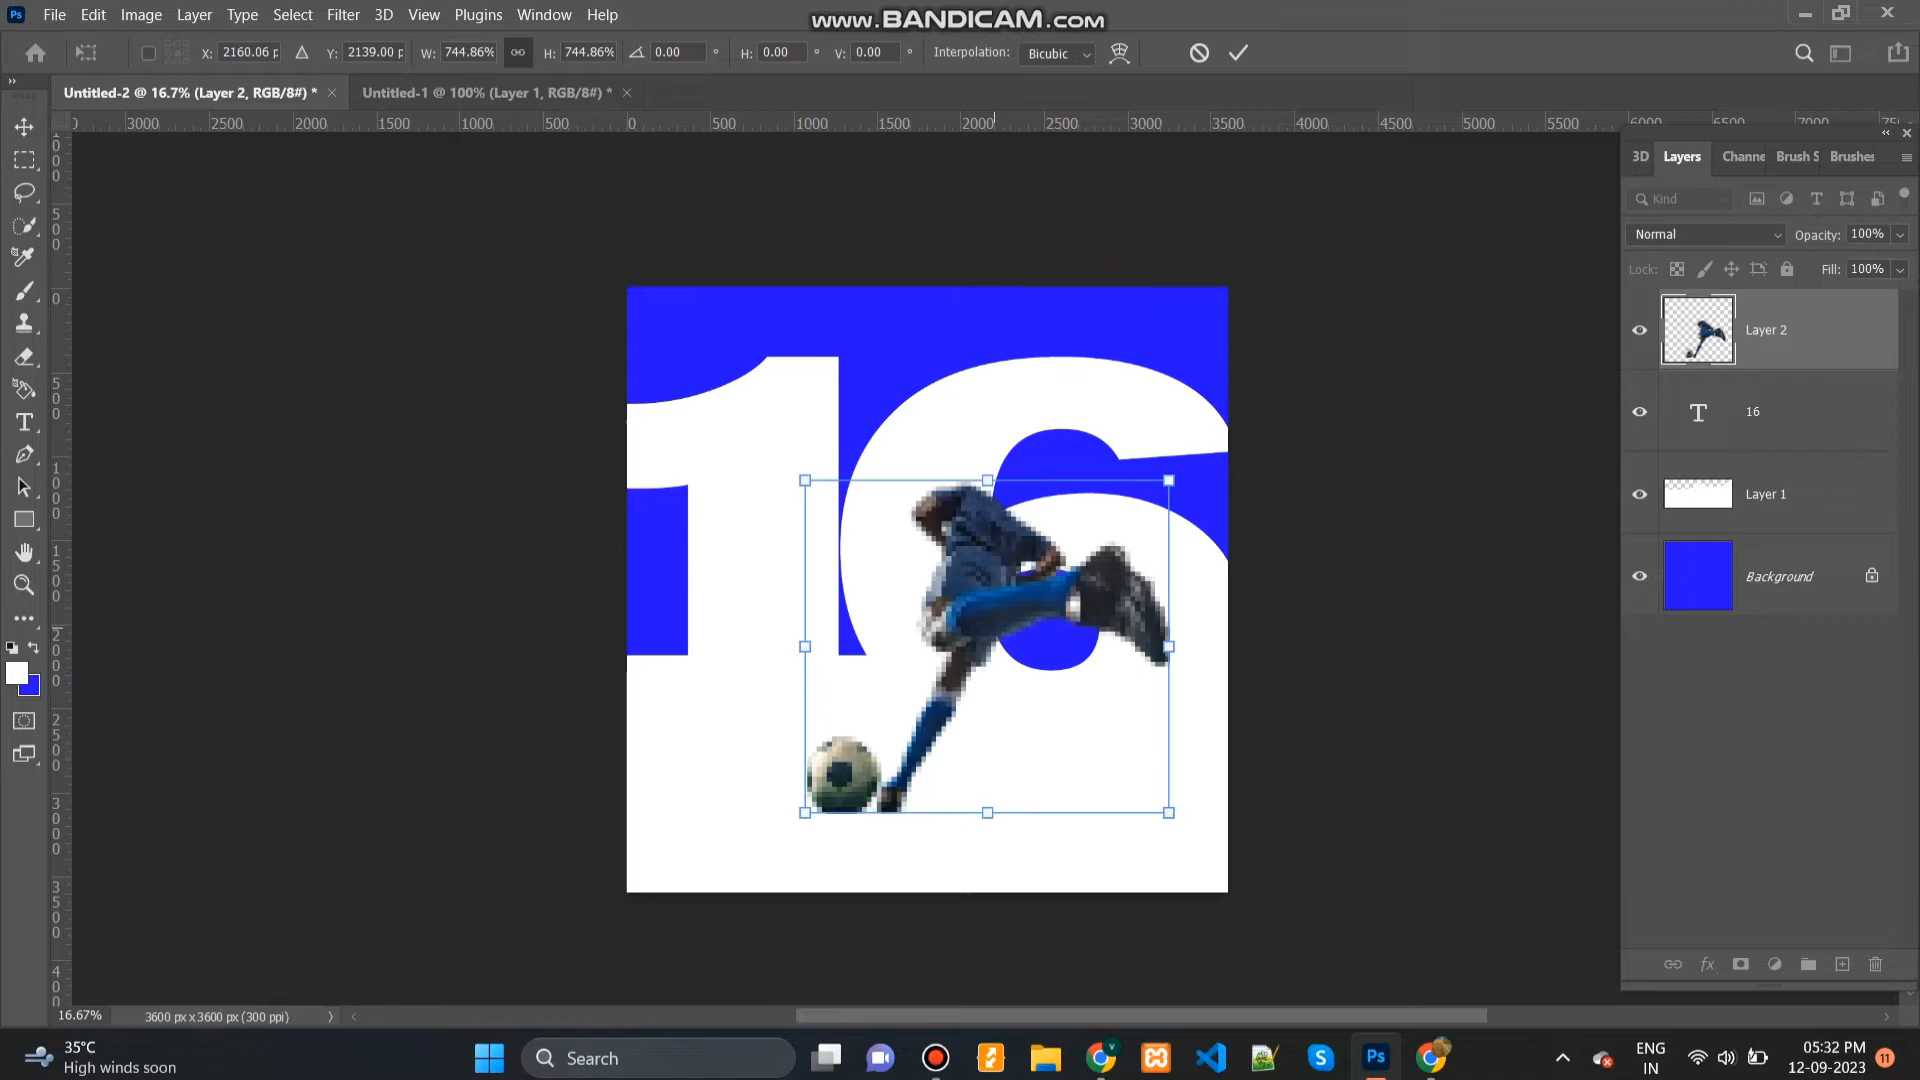 File Edit Image Layer Type Select Filter 3D View Plugins Window Help
www.BANDICAM.com
X: 2160.06 p Y: 2139.00 p W: 744.86% H: 744.86% 0.00 ° H: 0.00 ° V: 0.00 ° Interpolation: Bicubic
Untitled-2 @ 16.7% (Layer 2, RGB/8#) * × Untitled-1 @ 100% (Layer 1, RGB/8#) * ×
3000 2500 2000 1500 1000 500 0 500 1000 1500 2000 2500 3000 3500 4000 4500 5000 5500 6000 6500 7000
3D Layers Channe Brush S Brushes
Kind
Normal Opacity: 100%
Lock: Fill: 100%
Layer 2
16
Layer 1
Background
16
16.67% 3600 px x 3600 px (300 ppi)
35°C
High winds soon
Search
ENG
IN
05:32 PM
12-09-2023
11